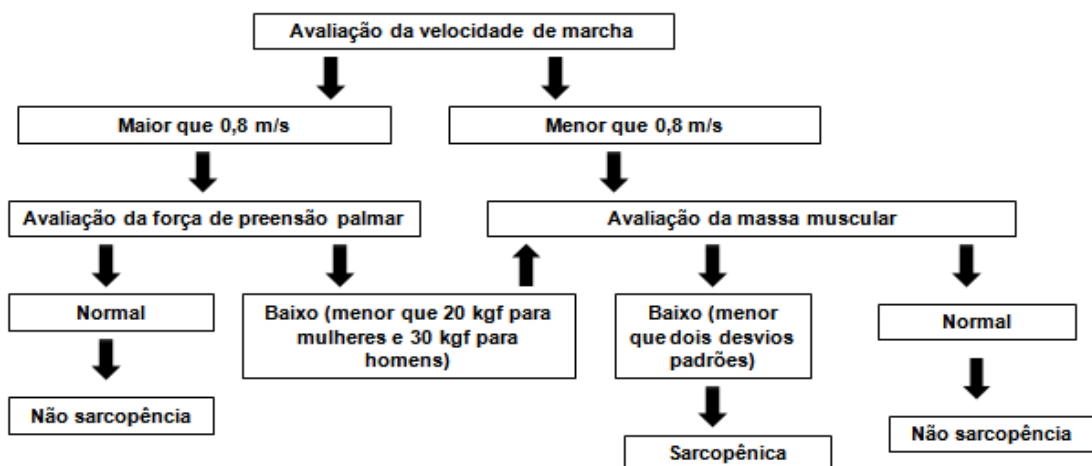 Avaliação da velocidade de marcha
Maior que 0,8 m/s
Menor que 0,8 m/s
Avaliação da força de preensão palmar
Avaliação da massa muscular
Normal
Baixo (menor que 20 kgf para
mulheres e 30 kgf para
homens)
Baixo (menor
que dois desvios
padrões)
Normal
Não sarcopência
Sarcopênica
Não sarcopência